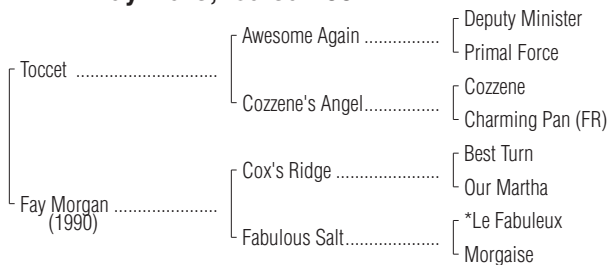 Deputy Minister
Awesome Again ................
Primal Force
Toccet ..............................
Cozzene
Cozzene's Angel................
Charming Pan (FR)
Best Turn
Cox's Ridge ......................
Our Martha
Fay Morgan ......................
(1990)
*Le Fabuleux
Fabulous Salt....................
Morgaise